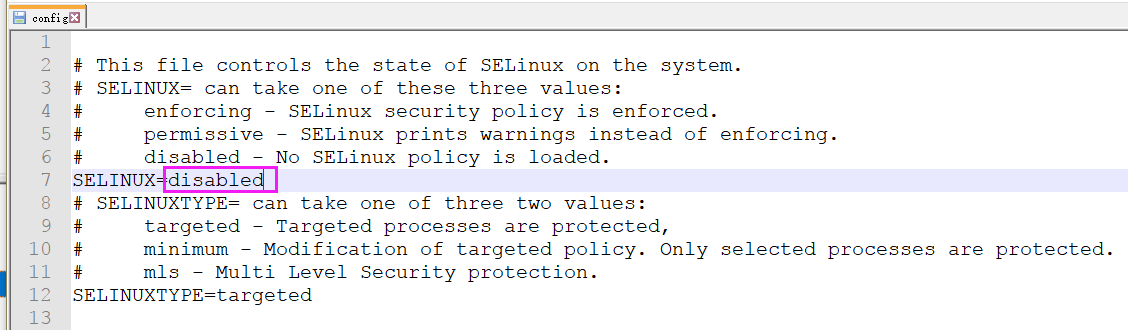 config
1
2 # This file controls the state of SELinux on the system.
3 # SELINUX= can take one of these three values:
4 #     enforcing - SELinux security policy is enforced.
5 #     permissive - SELinux prints warnings instead of enforcing.
6 #     disabled - No SELinux policy is loaded.
7 SELINUX=disabled
8 # SELINUXTYPE= can take one of three two values:
9 #     targeted - Targeted processes are protected,
10 #     minimum - Modification of targeted policy. Only selected processes are protected.
11 #     mls - Multi Level Security protection.
12 SELINUXTYPE=targeted
13